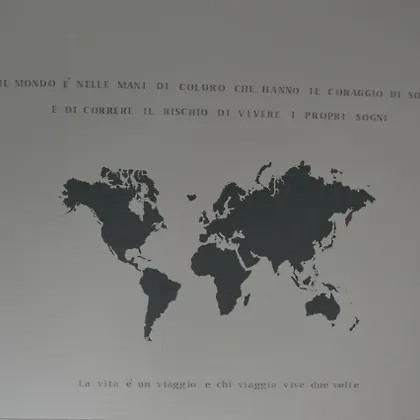 IL MONDO E' NELLE MANI DI COLORO CHE HANNO IL CORAGGIO DI
E DI CORRERE IL RISCHIO DI VIVERE I PROPRI SOGNI
La vita é un viaggio e chi viaggia vive due volte